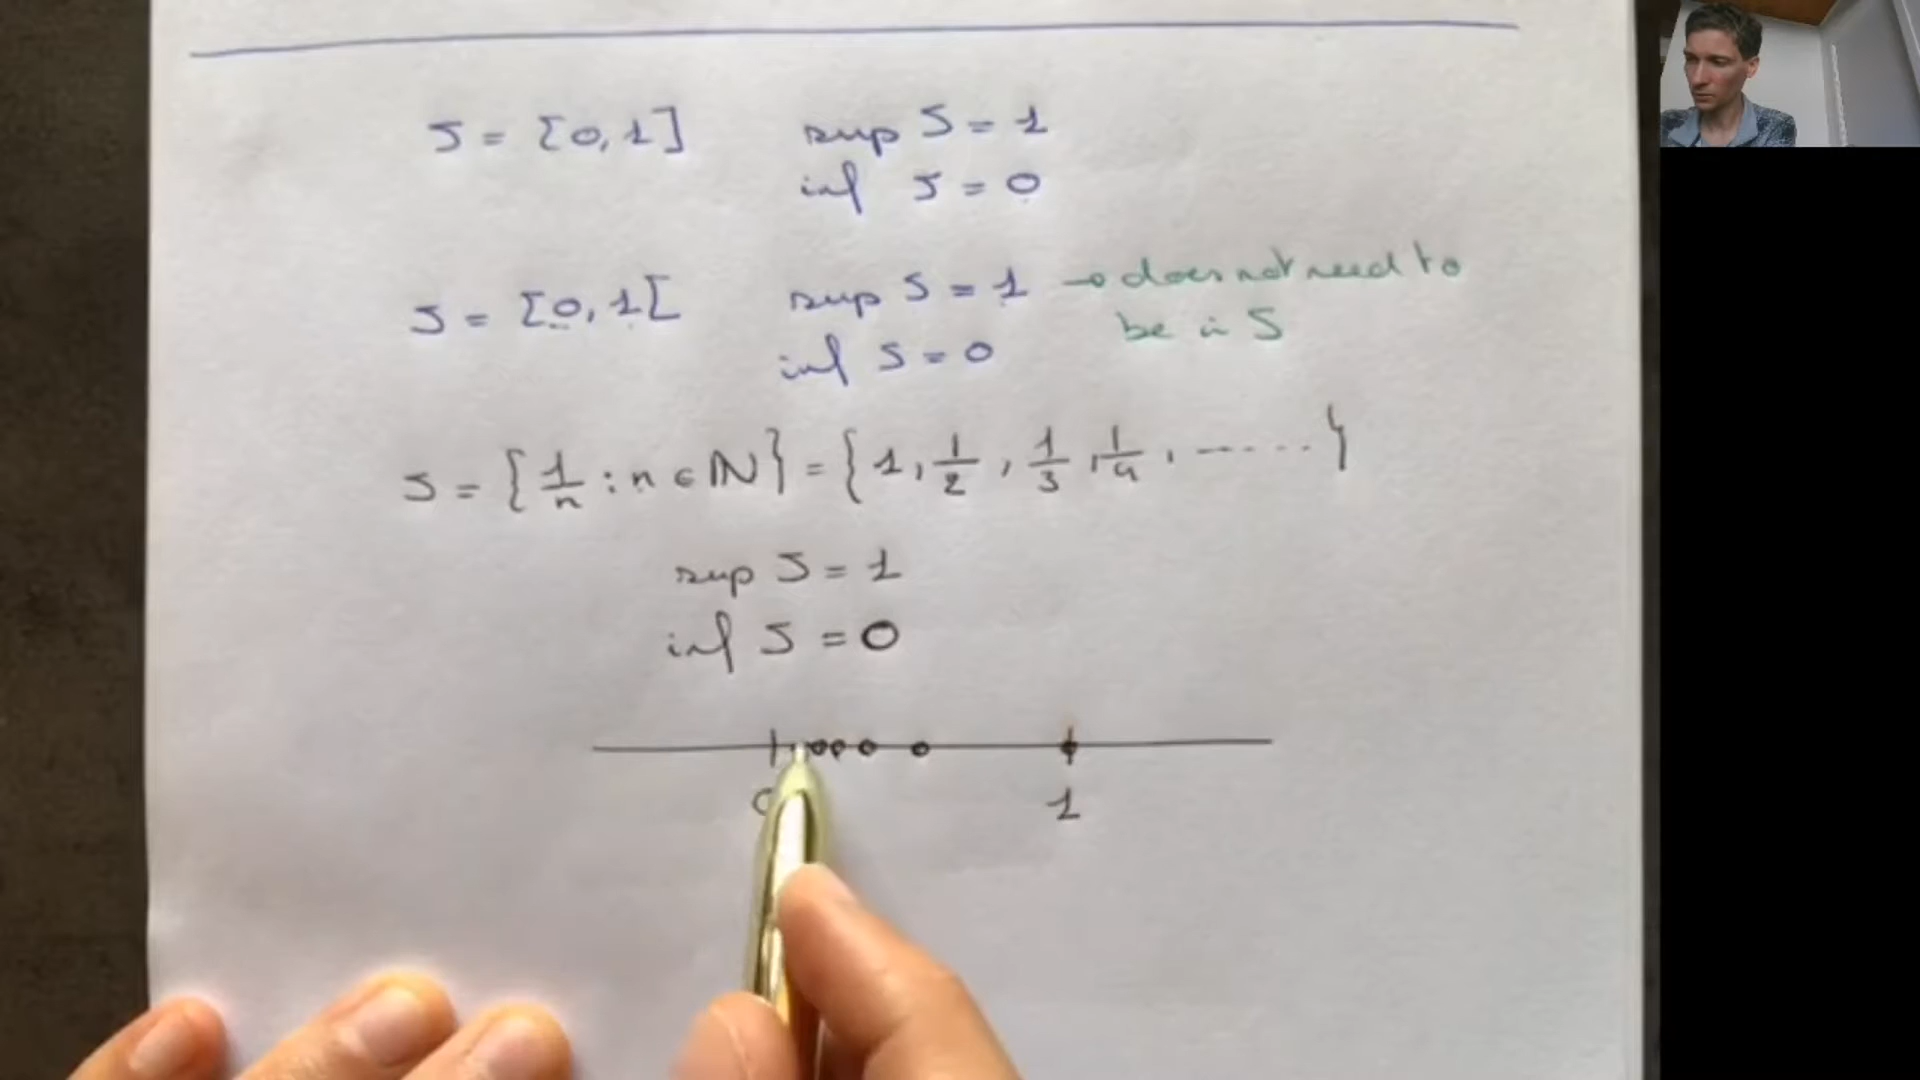 S = [0,1] sup S = 1
inf S = 0
S = [0,1[ sup S = 1 → does not need to
be in S
inf S = 0
S = { 1/n : n ∈ ℕ } = { 1, 1/2, 1/3, 1/4, ...... }
sup S = 1
inf S = 0
0 1